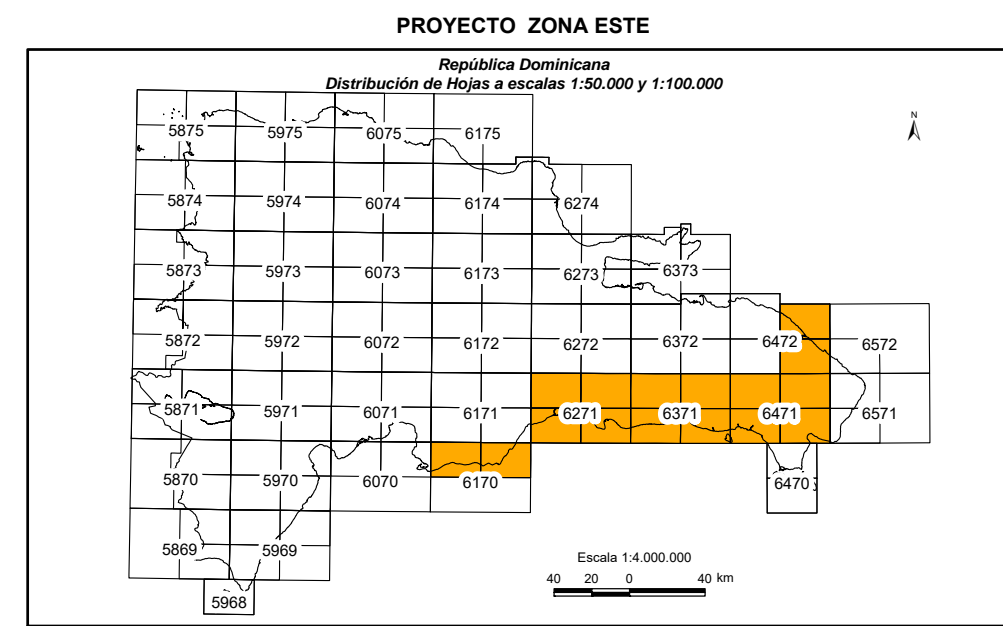 PROYECTO ZONA ESTE
República Dominicana
Distribución de Hojas a escalas 1:50.000 y 1:100.000
N
5875 5975 6075 6175
5874 5974 6074 6174 6274
5873 5973 6073 6173 6273 6373
5872 5972 6072 6172 6272 6372 6472 6572
5871 5971 6071 6171 6271 6371 6471 6571
5870 5970 6070 6170 6470
5869 5969
5968
Escala 1:4.000.000
40 20 0 40 km